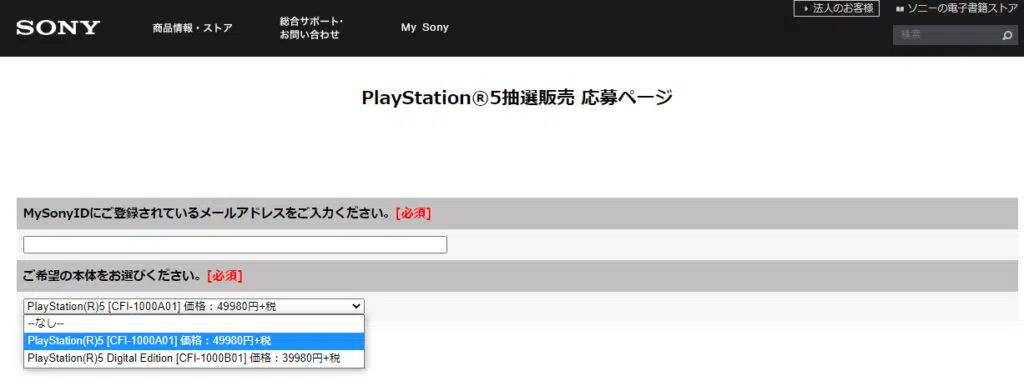 法人のお客様 ソニーの電子書籍ストア
SONY 商品情報・ストア 総合サポート・ My Sony
お問い合わせ
検索
PlayStation®5抽選販売 応募ページ
MySonyIDにご登録されているメールアドレスをご入力ください。[必須]
ご希望の本体をお選びください。[必須]
PlayStation(R)5 [CFI-1000A01] 価格：49980円+税
--なし--
PlayStation(R)5 [CFI-1000A01] 価格：49980円+税
PlayStation(R)5 Digital Edition [CFI-1000B01] 価格：39980円+税